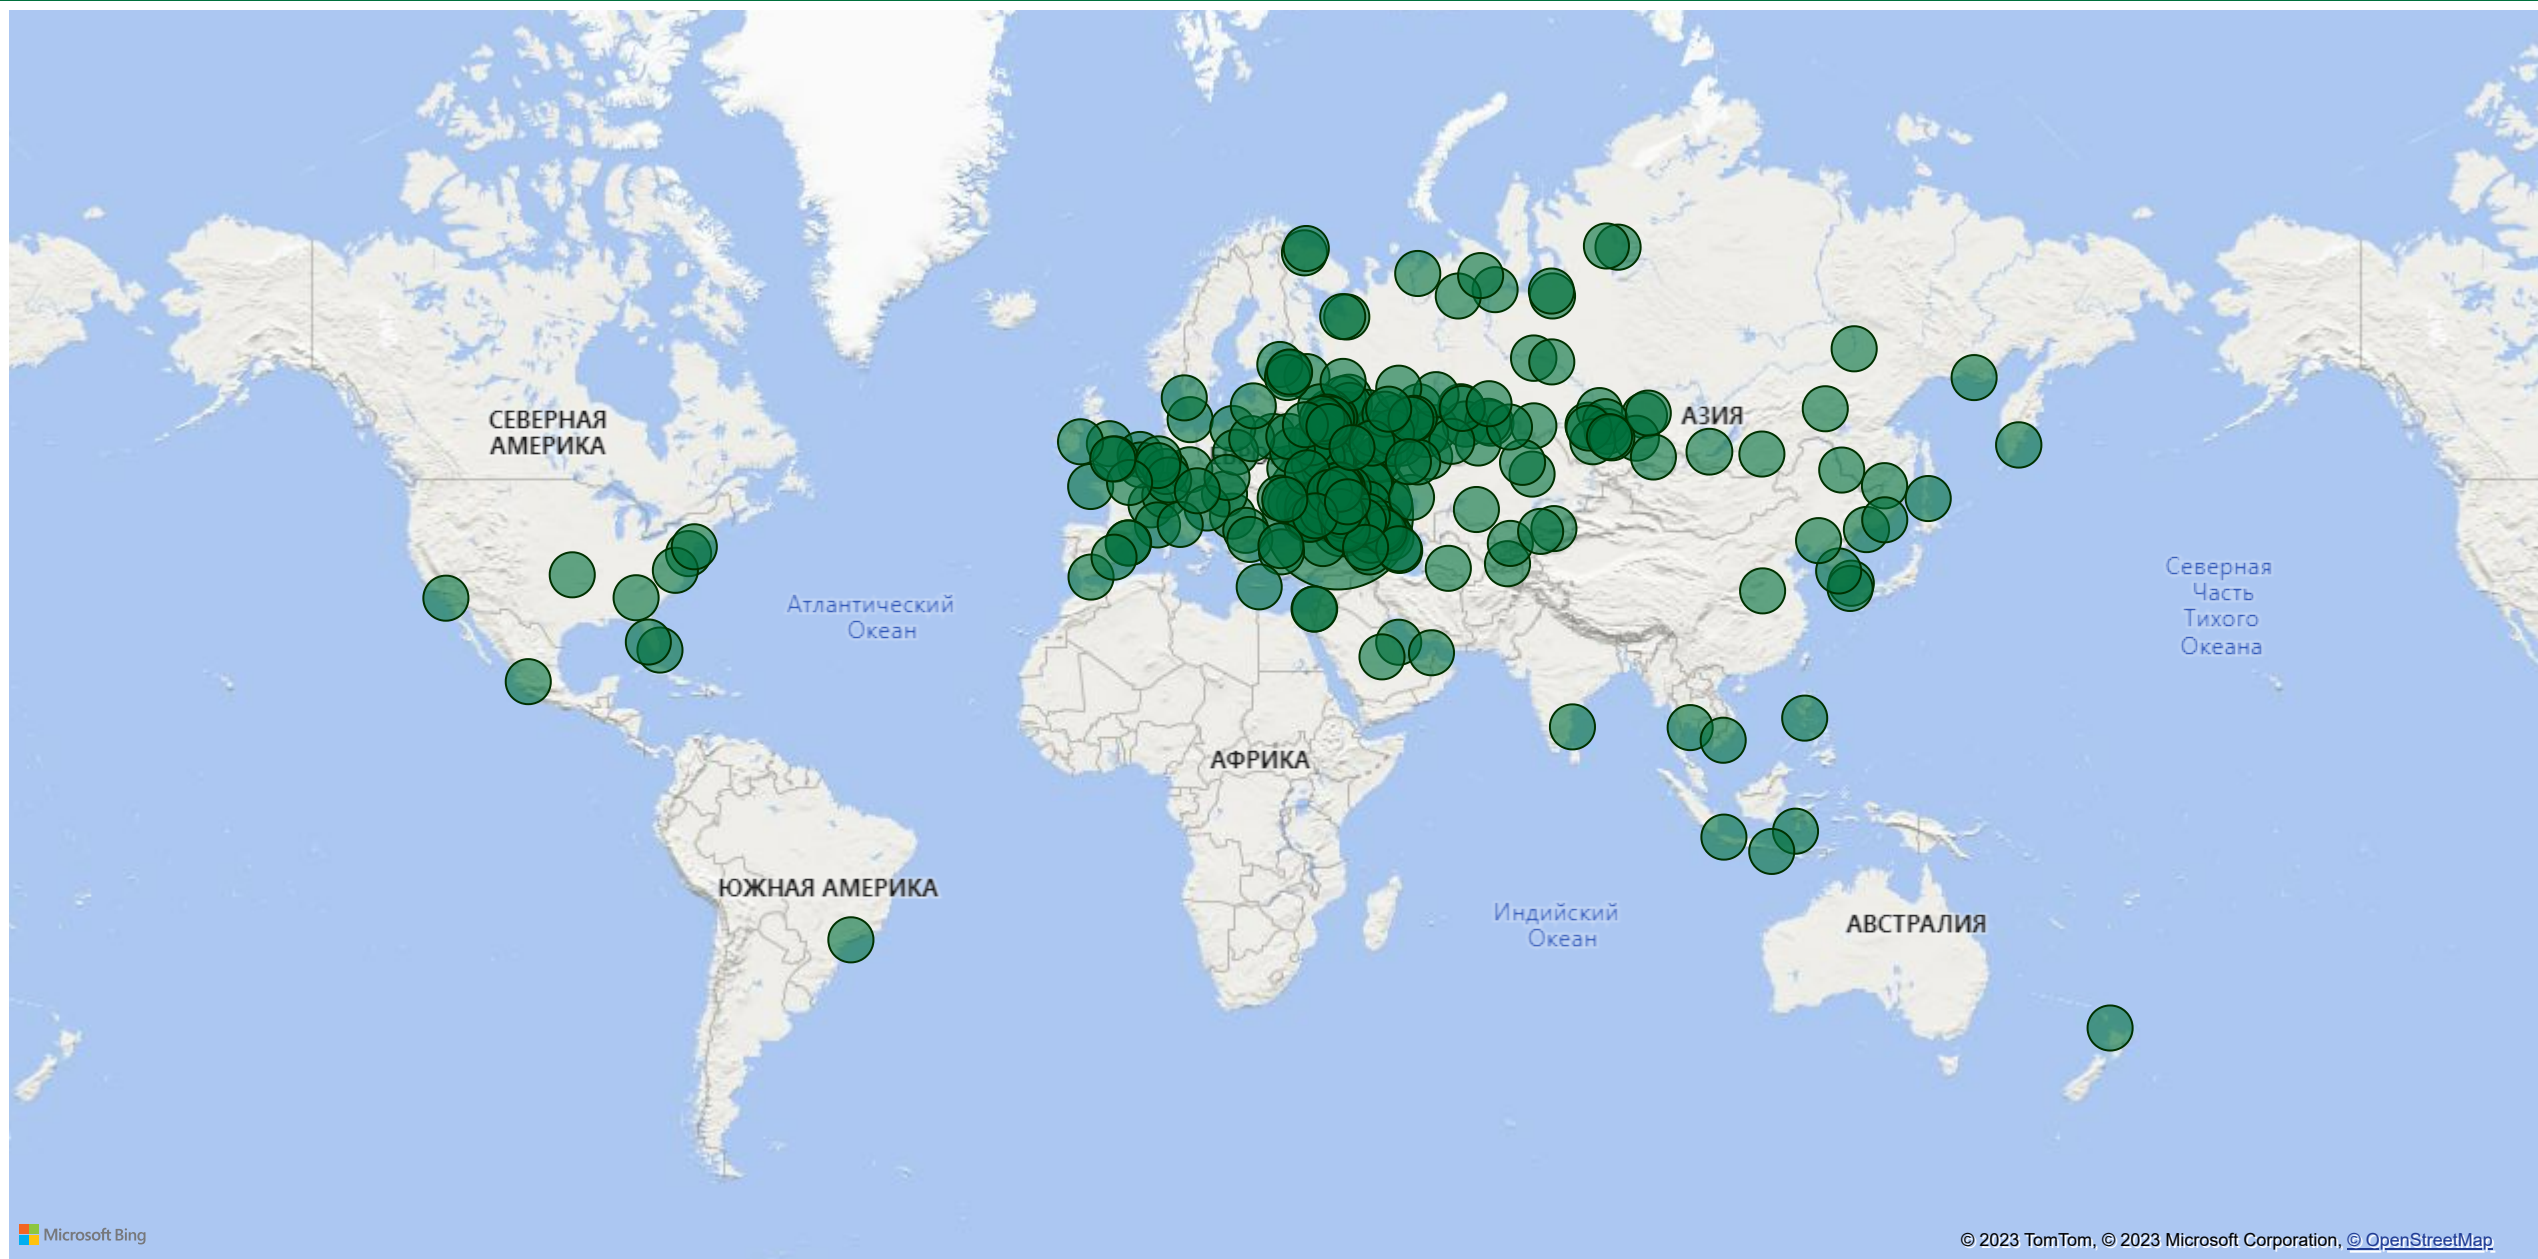 СЕВЕРНАЯ
АМЕРИКА
АЗИЯ
Атлантический
Океан
Северная
Часть
Тихого
Океана
АФРИКА
ЮЖНАЯ АМЕРИКА
Индийский
Океан
АВСТРАЛИЯ
Microsoft Bing
© 2023 TomTom, © 2023 Microsoft Corporation, © OpenStreetMap